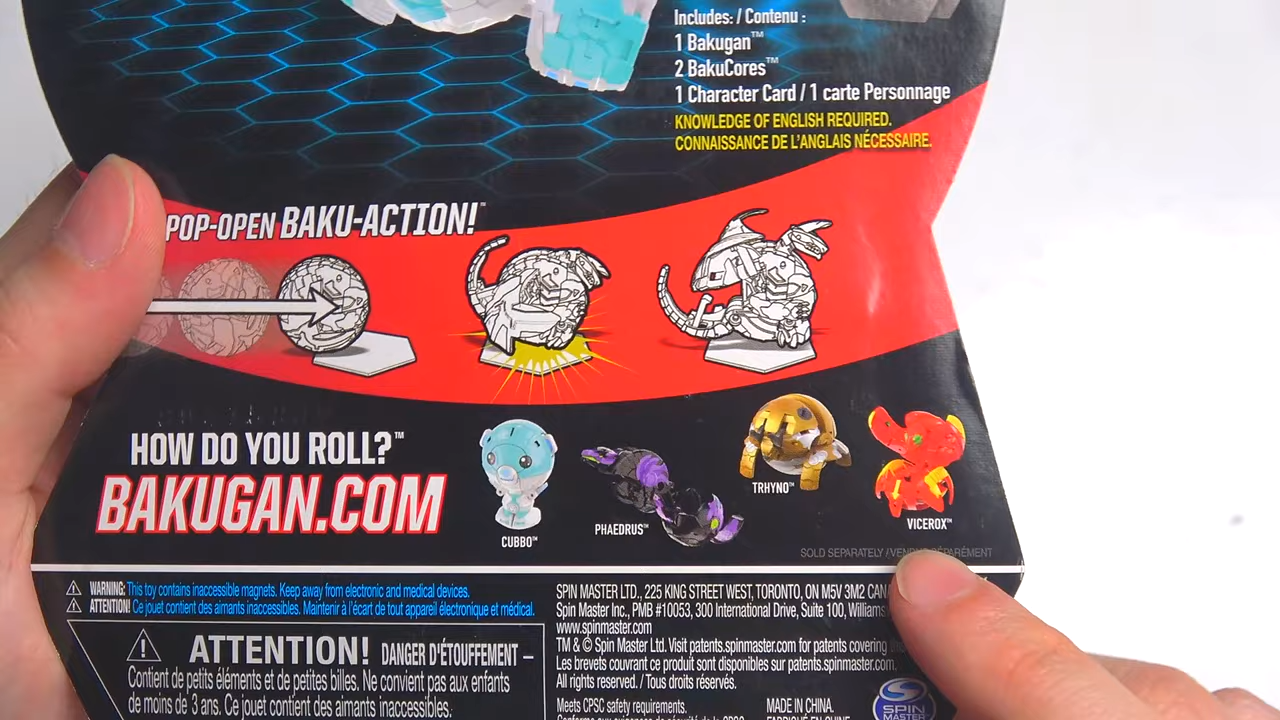 Includes: / Contenu :
1 Bakugan™
2 BakuCores™
1 Character Card / 1 carte Personnage
KNOWLEDGE OF ENGLISH REQUIRED.
CONNAISSANCE DE L'ANGLAIS NÉCESSAIRE.
POP-OPEN BAKU-ACTION!™
HOW DO YOU ROLL?™
BAKUGAN.COM
CUBBO™
PHAEDRUS™
TRHYNO™
VICEROX™
SOLD SEPARATELY / VENDU SÉPARÉMENT
WARNING: This toy contains inaccessible magnets. Keep away from electronic and medical devices.
ATTENTION! Ce jouet contient des aimants inaccessibles. Maintenir à l'écart de tout appareil électronique et médical.
ATTENTION! DANGER D'ÉTOUFFEMENT –
Contient de petits éléments et de petites billes. Ne convient pas aux enfants
de moins de 3 ans. Ce jouet contient des aimants inaccessibles.
SPIN MASTER LTD., 225 KING STREET WEST, TORONTO, ON M5V 3M2 CAN
Spin Master Inc., PMB #10053, 300 International Drive, Suite 100, Williams
www.spinmaster.com
TM & © Spin Master Ltd. Visit patents.spinmaster.com for patents covering
Les brevets couvrant ce produit sont disponibles sur patents.spinmaster.com.
All rights reserved. / Tous droits réservés.
Meets CPSC safety requirements.
MADE IN CHINA.
FABRIQUÉ EN CHINE.
SPIN MASTER